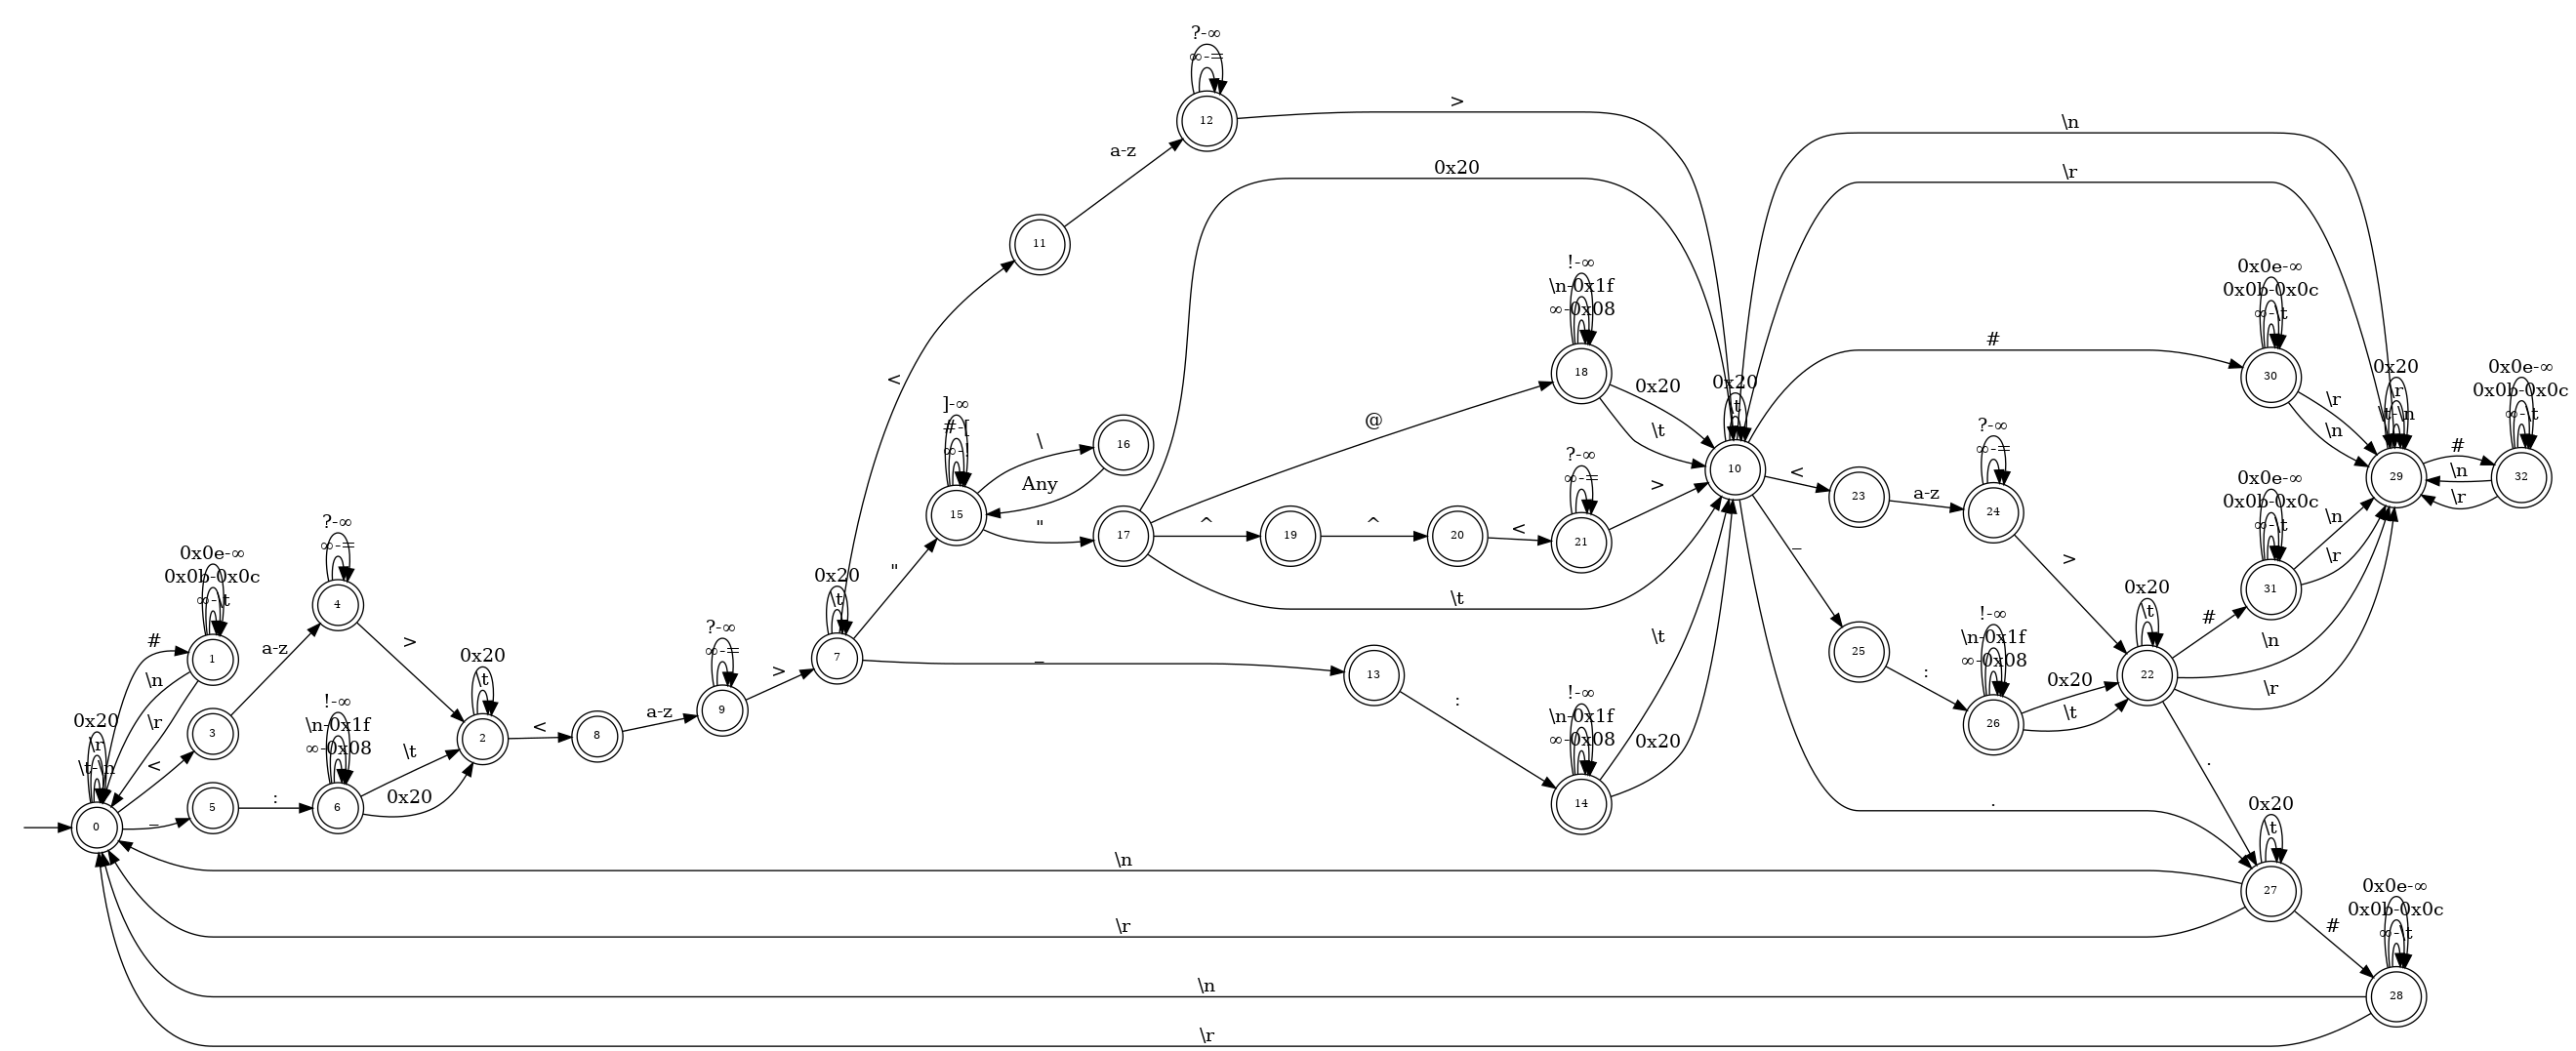 ?-∞
∞-=
12
>
\n
a-z
0x20
\r
11
!-∞
\n-0x1f
∞-0x08
18
0x20
\t
@
0x20
\t
10
#
0x0e-∞
0x0b-0x0c
∞-\t
30
\r
\n
0x20
\r
\t-\n
29
#
\n
\r
0x0e-∞
0x0b-0x0c
∞-\t
32
<
]-∞
#-[
∞-!
15
\
16
Any
"
17
^
19
^
20
<
?-∞
∞-=
21
>
\t
<
23
a-z
?-∞
∞-=
24
>
0x0e-∞
0x0b-0x0c
∞-\t
31
\n
\r
0x0e-∞
0x0b-0x0c
∞-\t
1
#
\n
\r
?-∞
∞-=
4
a-z
>
3
<
0x20
\r
\t-\n
0
_
5
:
!-∞
\n-0x1f
∞-0x08
6
\t
0x20
0x20
\t
2
<
8
a-z
?-∞
∞-=
9
>
0x20
\t
7
"
_
13
:
!-∞
\n-0x1f
∞-0x08
14
\t
0x20
_
25
:
!-∞
\n-0x1f
∞-0x08
26
0x20
\t
0x20
\t
22
#
\n
\r
.
.
0x20
\t
27
#
0x0e-∞
0x0b-0x0c
∞-\t
28
\n
\r
\n
\r